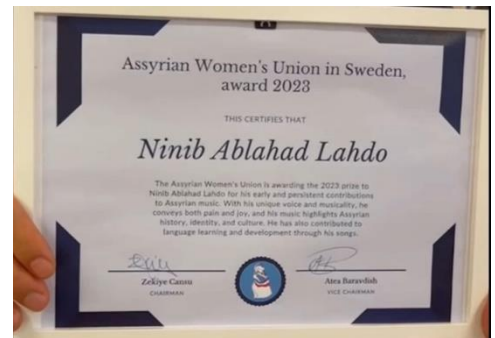 Assyrian Women's Union in Sweden,
award 2023
THIS CERTIFIES THAT
Ninib Ablahad Lahdo
The Assyrian Women's Union is awarding the 2023 prize to
Ninib Ablahad Lahdo for his early and persistent contributions
to Assyrian music. With his unique voice and musicality, he
conveys both pain and joy, and his music highlights Assyrian
history, identity, and culture. He has also contributed to
language learning and development through his songs.
Zekiye Cansu
CHAIRMAN
Atra Baravdish
VICE CHAIRMAN